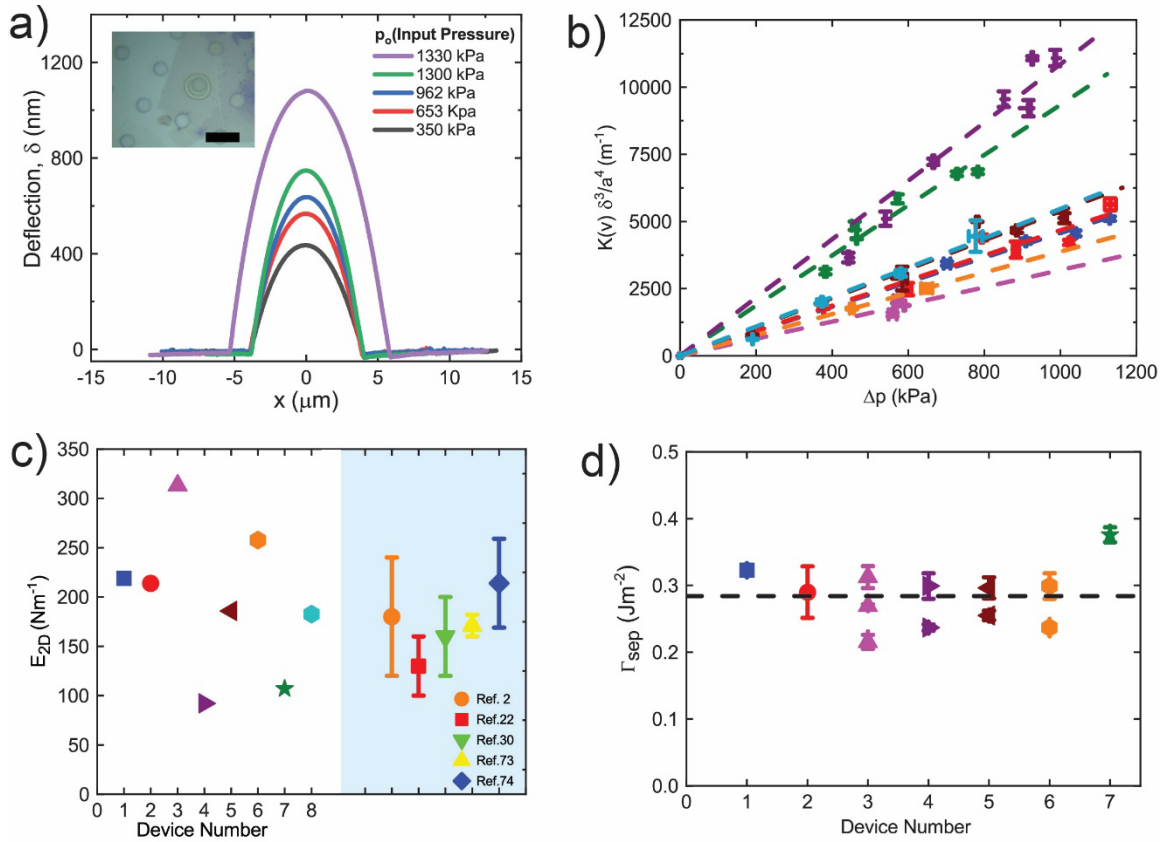 a)
p₀(Input Pressure)
1330 kPa
1300 kPa
962 kPa
653 Kpa
350 kPa
1200
800
400
0
-15 -10 -5 0 5 10 15
Deflection, δ (nm)
x (μm)
b)
12500
10000
7500
5000
2500
0
0 200 400 600 800 1000 1200
K(v) δ³/a⁴ (m⁻¹)
Δp (kPa)
c)
350
300
250
200
150
100
50
0
0 1 2 3 4 5 6 7 8
E2D (Nm⁻¹)
Device Number
Ref. 2
Ref.22
Ref.30
Ref.73
Ref.74
d)
0.5
0.4
0.3
0.2
0.1
0.0
0 1 2 3 4 5 6 7
Γsep (Jm⁻²)
Device Number